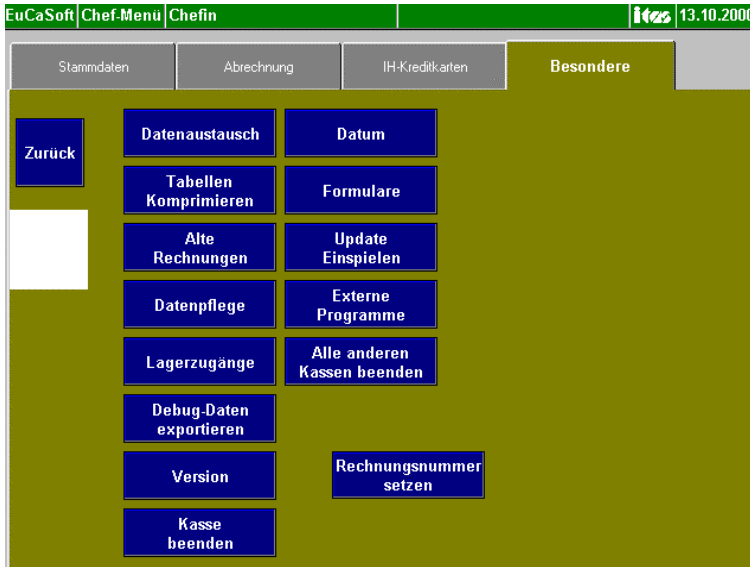 EuCaSoft Chef-Menü Chefin itas 13.10.2000
Stammdaten Abrechnung IH-Kreditkarten Besondere
Zurück
Datenaustausch Datum
Tabellen
Komprimieren
Formulare
Alte
Rechnungen
Update
Einspielen
Datenpflege
Externe
Programme
Lagerzugänge
Alle anderen
Kassen beenden
Debug-Daten
exportieren
Version
Rechnungsnummer
setzen
Kasse
beenden